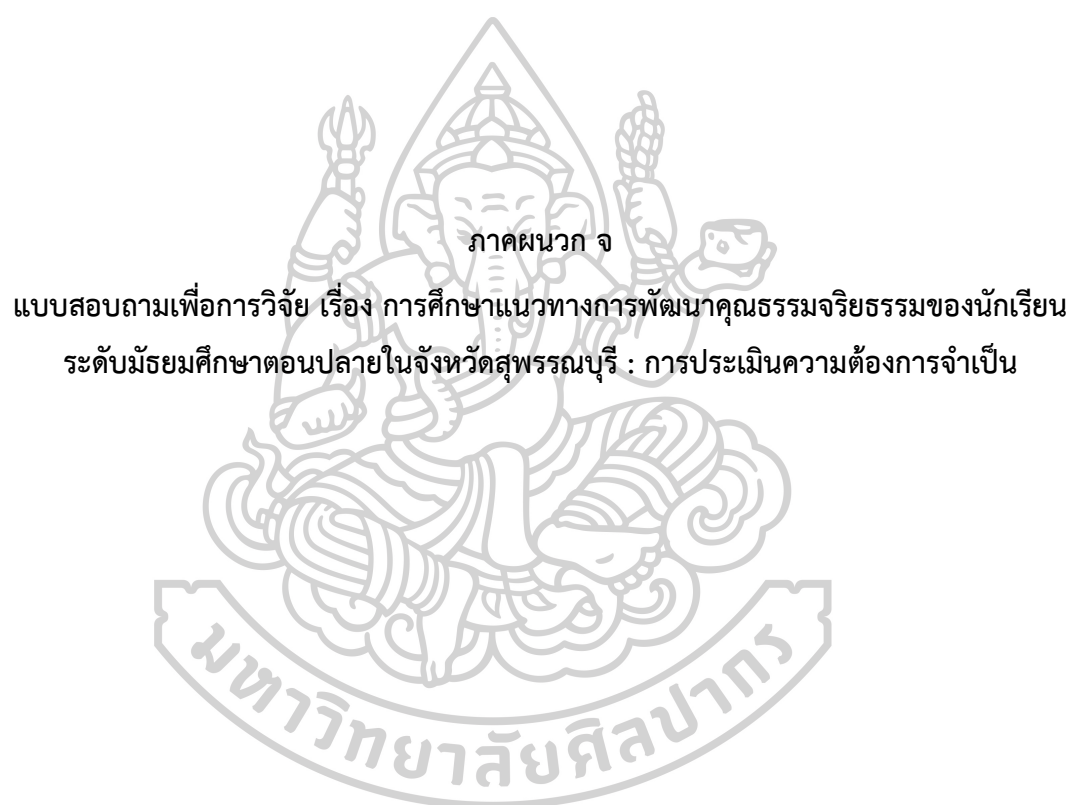 ภาคผนวก จ
แบบสอบถามเพื่อการวิจัย เรื่อง การศึกษาแนวทางการพัฒนาคุณธรรมจริยธรรมของนักเรียน
ระดับมัธยมศึกษาตอนปลายในจังหวัดสุพรรณบุรี : การประเมินความต้องการจำเป็น
มหาวิทยาลัยศิลปากร